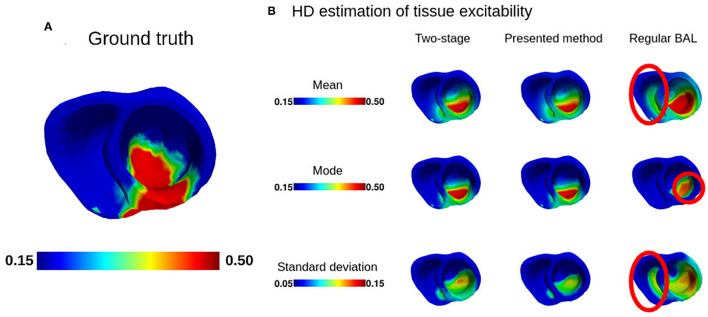 A
Ground truth
0.15 0.50
B HD estimation of tissue excitability
Two-stage Presented method Regular BAL
Mean
0.15 0.50
Mode
0.15 0.50
Standard deviation
0.05 0.15